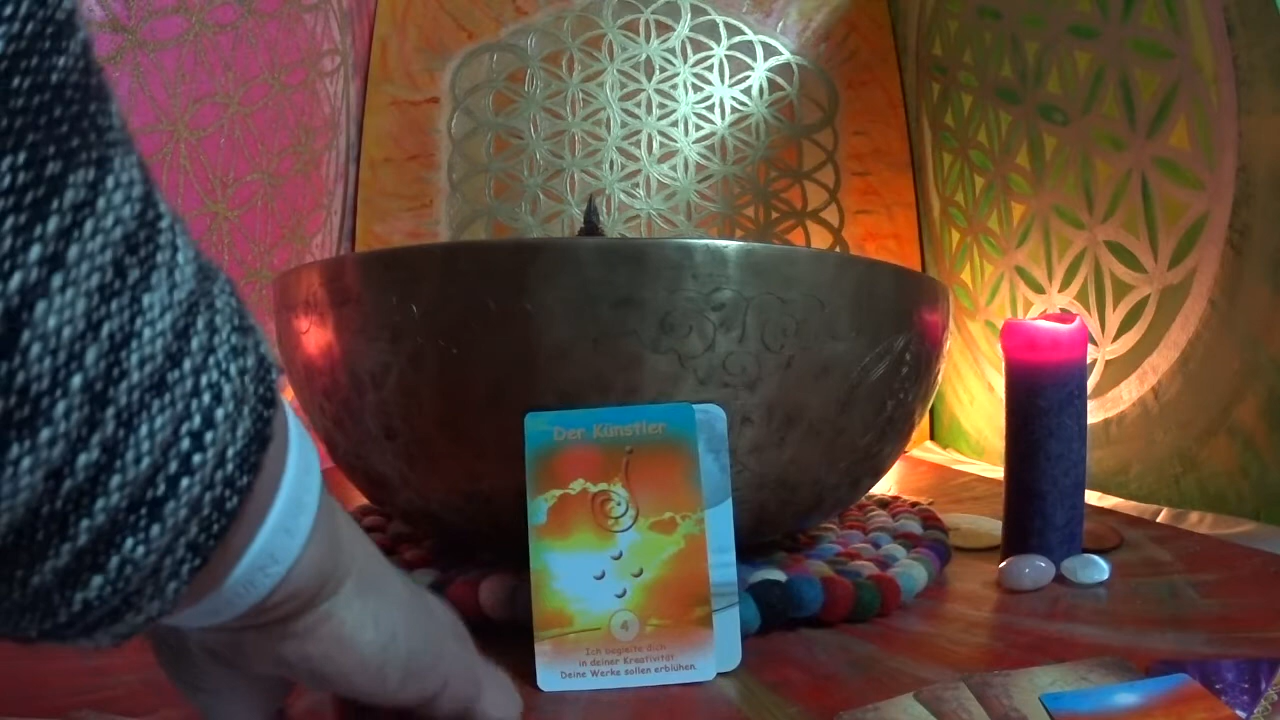 Der Künstler
4
Ich begleite dich
in deiner Kreativität
Deine Werke sollen erblühen.